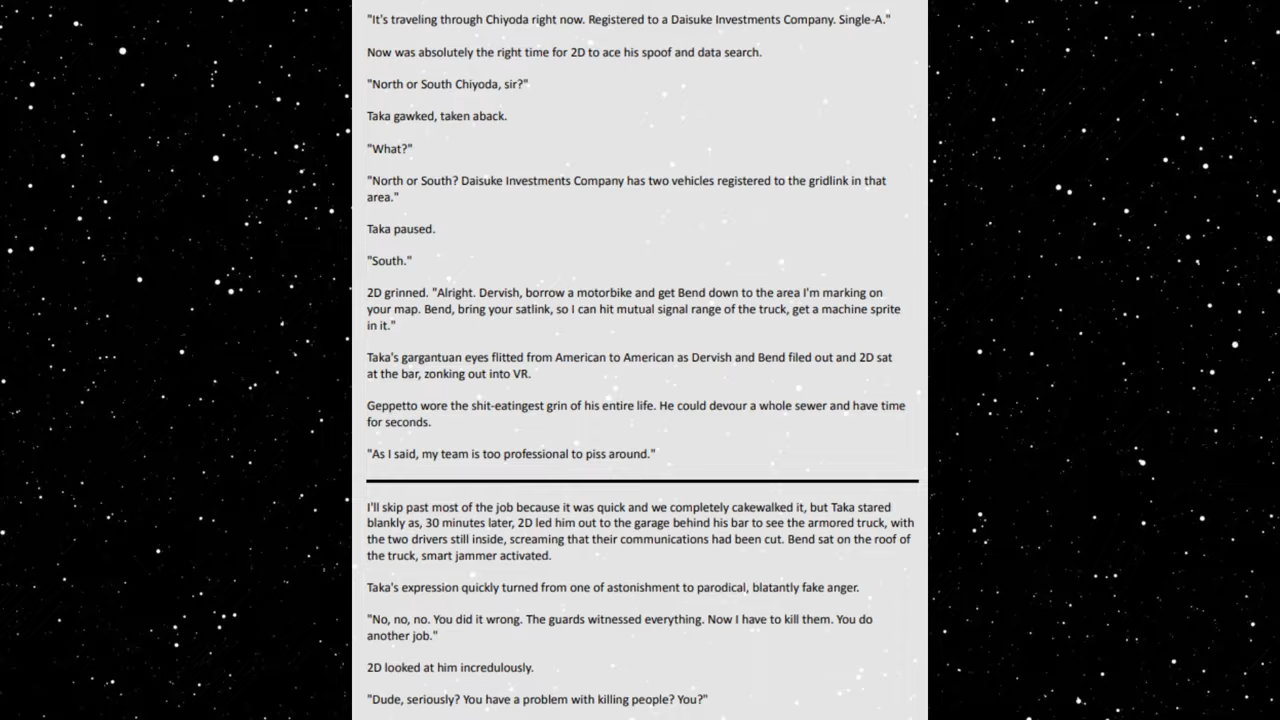 "It's traveling through Chiyoda right now. Registered to a Daisuke Investments Company. Single-A."
Now was absolutely the right time for 2D to ace his spoof and data search.
"North or South Chiyoda, sir?"
Taka gawked, taken aback.
"What?"
"North or South? Daisuke Investments Company has two vehicles registered to the gridlink in that
area."
Taka paused.
"South."
2D grinned. "Alright. Dervish, borrow a motorbike and get Bend down to the area I'm marking on
your map. Bend, bring your satlink, so I can hit mutual signal range of the truck, get a machine sprite
in it."
Taka's gargantuan eyes flitted from American to American as Dervish and Bend filed out and 2D sat
at the bar, zonking out into VR.
Geppetto wore the shit-eatingest grin of his entire life. He could devour a whole sewer and have time
for seconds.
"As I said, my team is too professional to piss around."
I'll skip past most of the job because it was quick and we completely cakewalked it, but Taka stared
blankly as, 30 minutes later, 2D led him out to the garage behind his bar to see the armored truck, with
the two drivers still inside, screaming that their communications had been cut. Bend sat on the roof of
the truck, smart jammer activated.
Taka's expression quickly turned from one of astonishment to parodical, blatantly fake anger.
"No, no, no. You did it wrong. The guards witnessed everything. Now I have to kill them. You do
another job."
2D looked at him incredulously.
"Dude, seriously? You have a problem with killing people? You?"